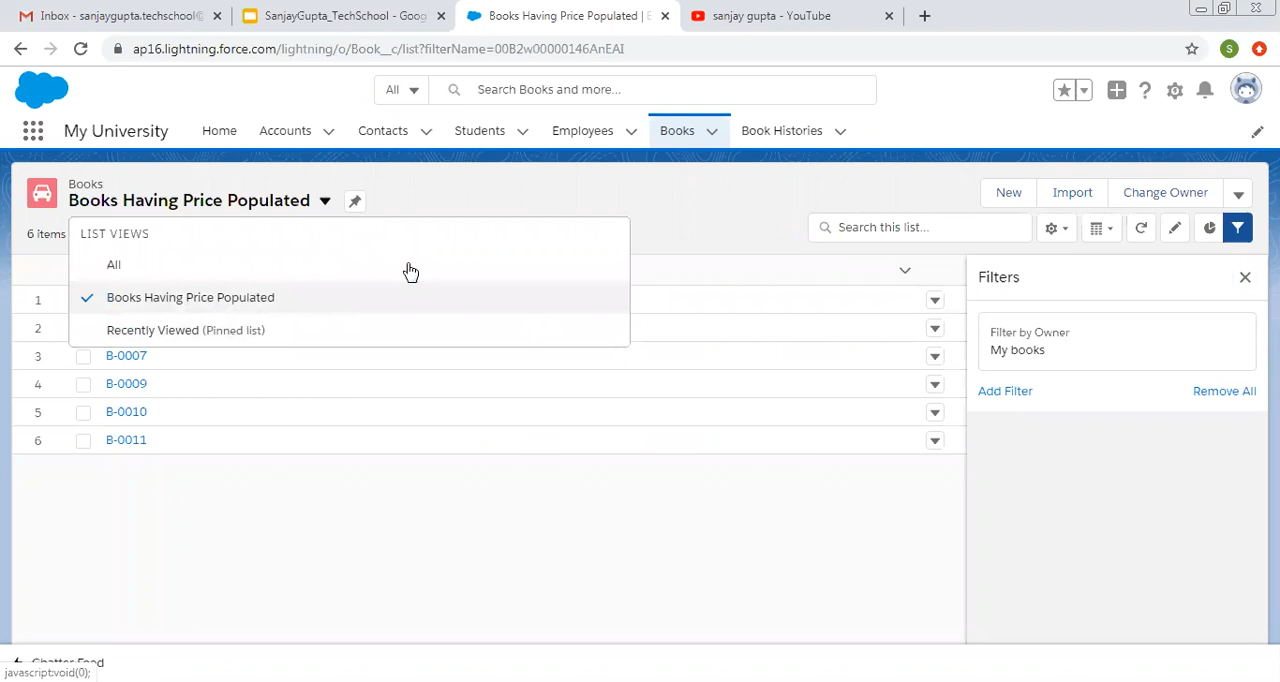 Inbox - sanjaygupta.techschool@
SanjayGupta_TechSchool - Goog
Books Having Price Populated | E
sanjay gupta - YouTube
ap16.lightning.force.com/lightning/o/Book__c/list?filterName=00B2w00000146AnEAI
S
All
Search Books and more...
My University
Home
Accounts
Contacts
Students
Employees
Books
Book Histories
Books
Books Having Price Populated
New
Import
Change Owner
6 items
Search this list...
LIST VIEWS
All
Books Having Price Populated
Recently Viewed (Pinned list)
1
2
3 B-0007
4 B-0009
5 B-0010
6 B-0011
Filters
Filter by Owner
My books
Add Filter
Remove All
Chatter Feed
javascript:void(0);